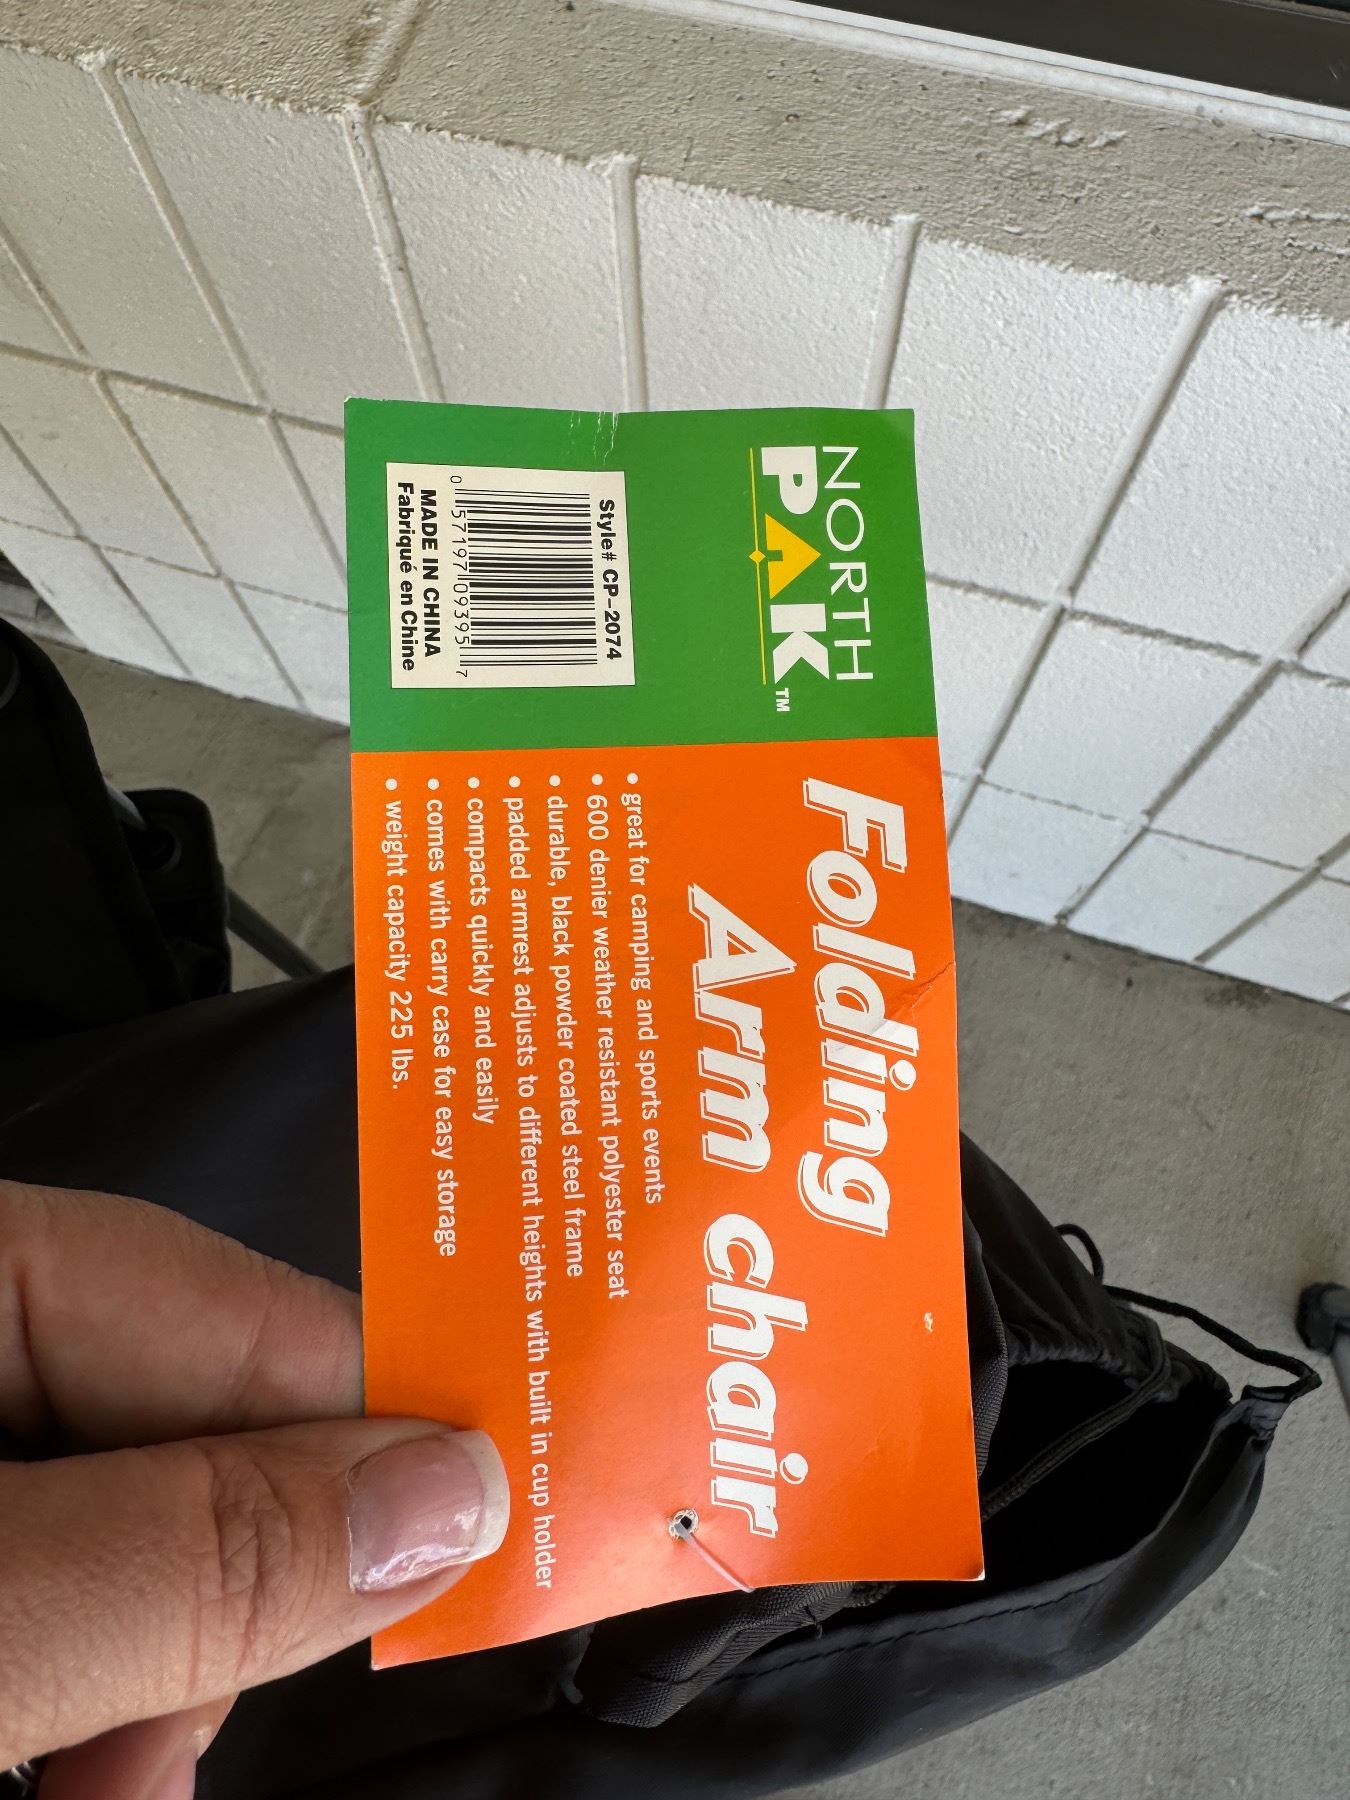 NORTH
PAK™
Style# CP-2074
0 57197 09395 7
MADE IN CHINA
Fabriqué en Chine
Folding
Arm chair
• great for camping and sports events
• 600 denier weather resistant polyester seat
• durable, black powder coated steel frame
• padded armrest adjusts to different heights with built in cup holder
• compacts quickly and easily
• comes with carry case for easy storage
• weight capacity 225 lbs.